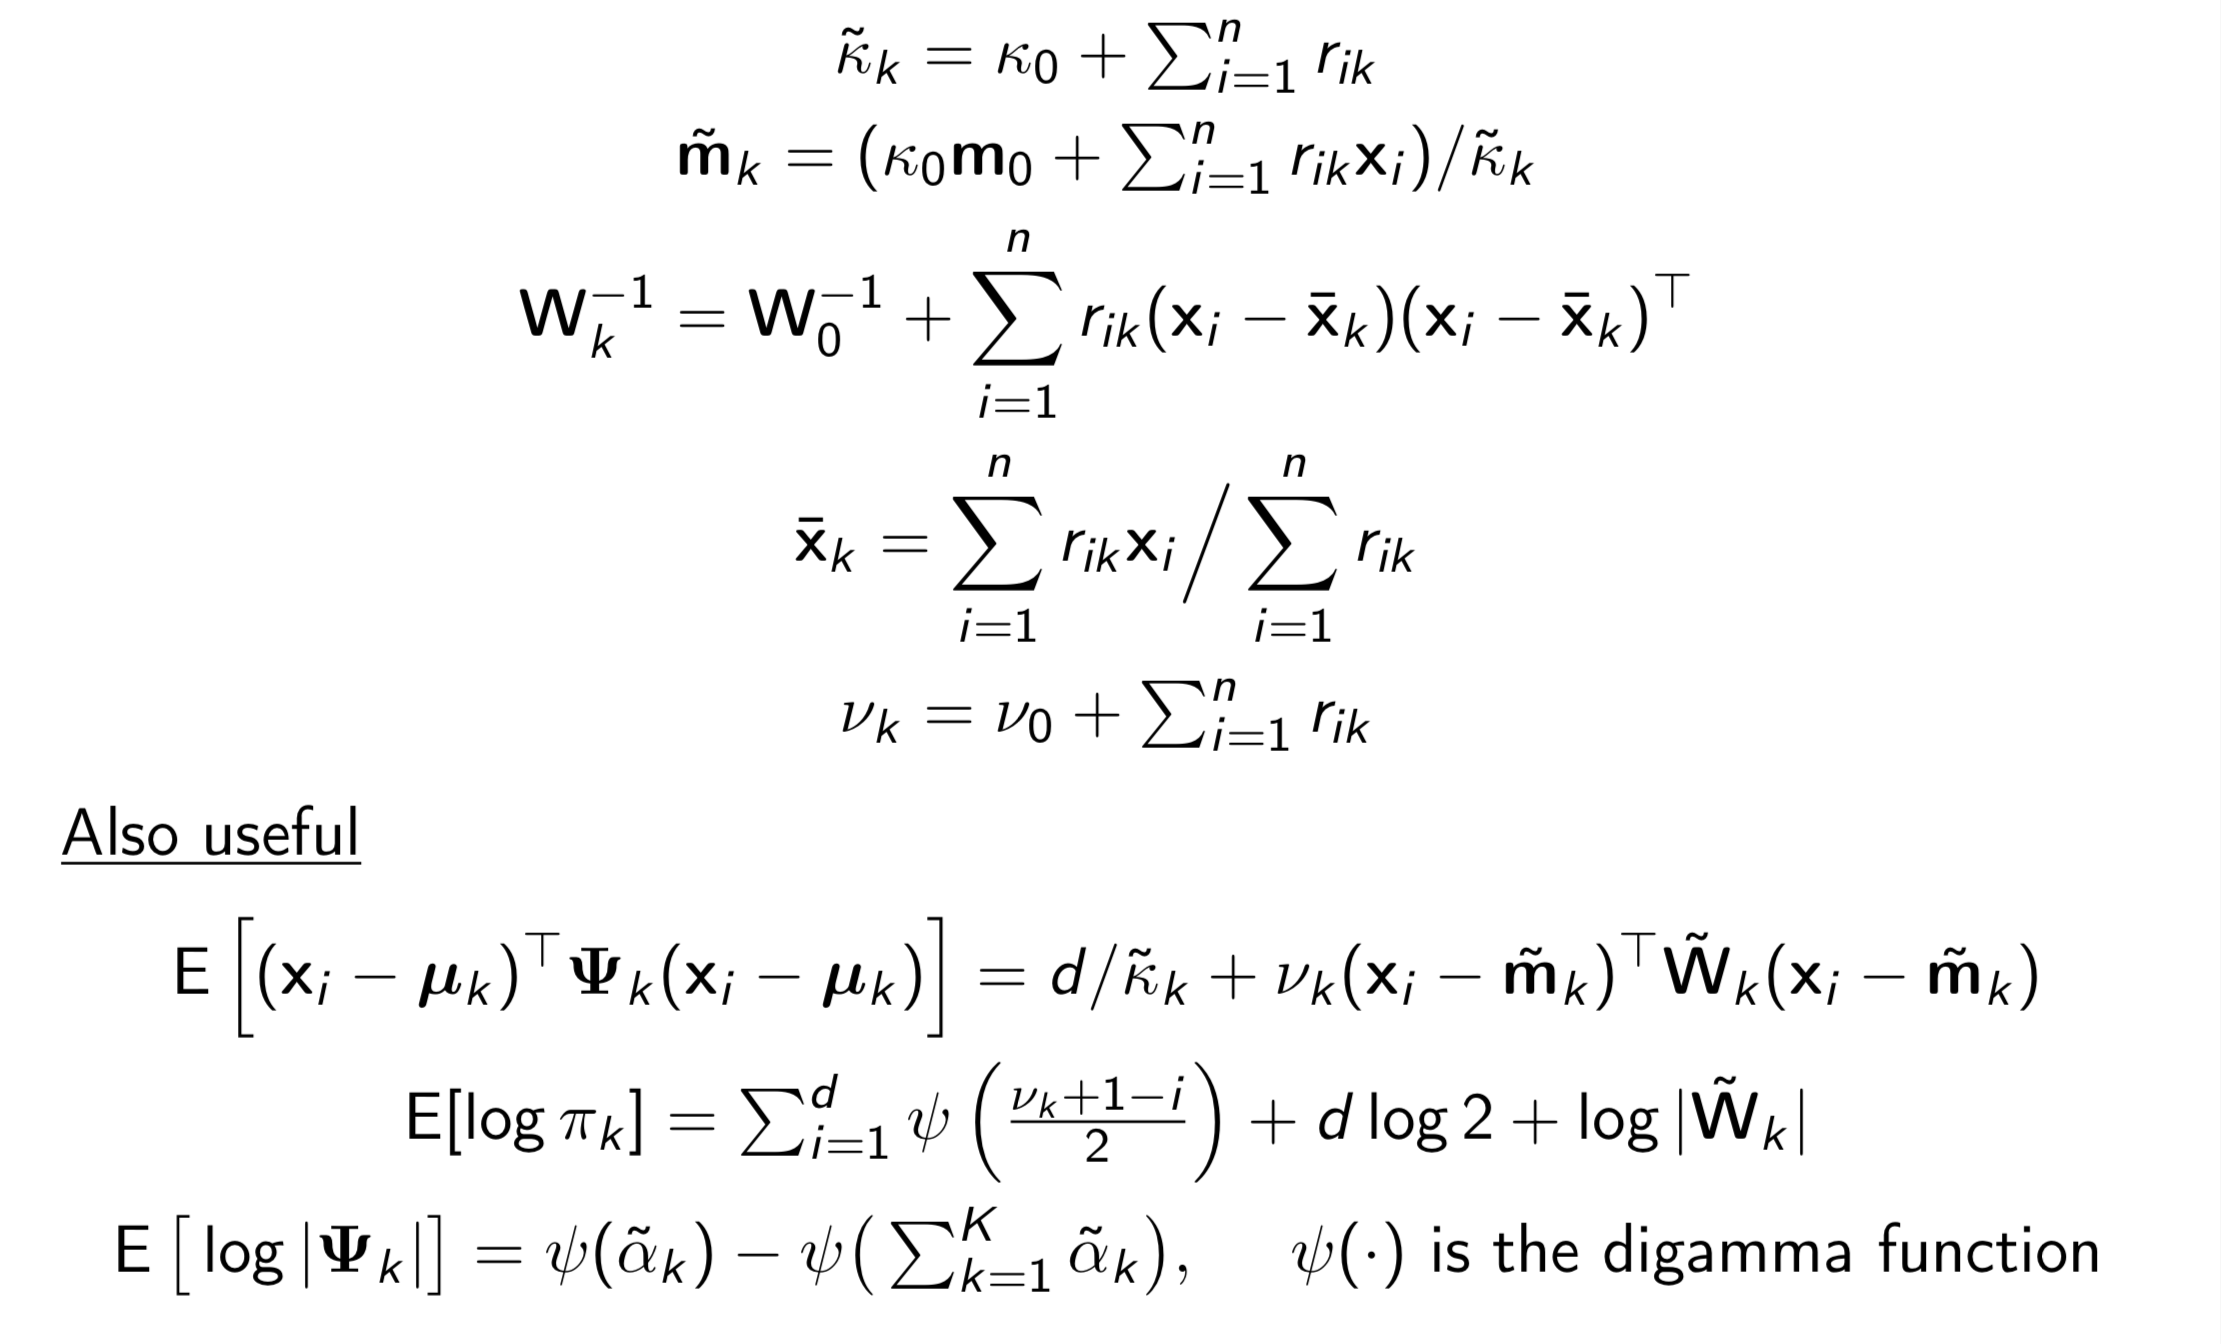 κ̃_k = κ_0 + ∑_{i=1}^{n} r_{ik}
m̃_k = (κ_0 m_0 + ∑_{i=1}^{n} r_{ik} x_i)/κ̃_k
W_k^{−1} = W_0^{−1} + ∑_{i=1}^{n} r_{ik}(x_i − x̄_k)(x_i − x̄_k)^⊤
x̄_k = ∑_{i=1}^{n} r_{ik} x_i / ∑_{i=1}^{n} r_{ik}
ν_k = ν_0 + ∑_{i=1}^{n} r_{ik}
Also useful
E[(x_i − μ_k)^⊤ Ψ_k (x_i − μ_k)] = d/κ̃_k + ν_k(x_i − m̃_k)^⊤ W̃_k (x_i − m̃_k)
E[log π_k] = ∑_{i=1}^{d} ψ((ν_k+1−i)/2) + d log 2 + log |W̃_k|
E[log |Ψ_k|] = ψ(α̃_k) − ψ(∑_{k=1}^{K} α̃_k), ψ(·) is the digamma function